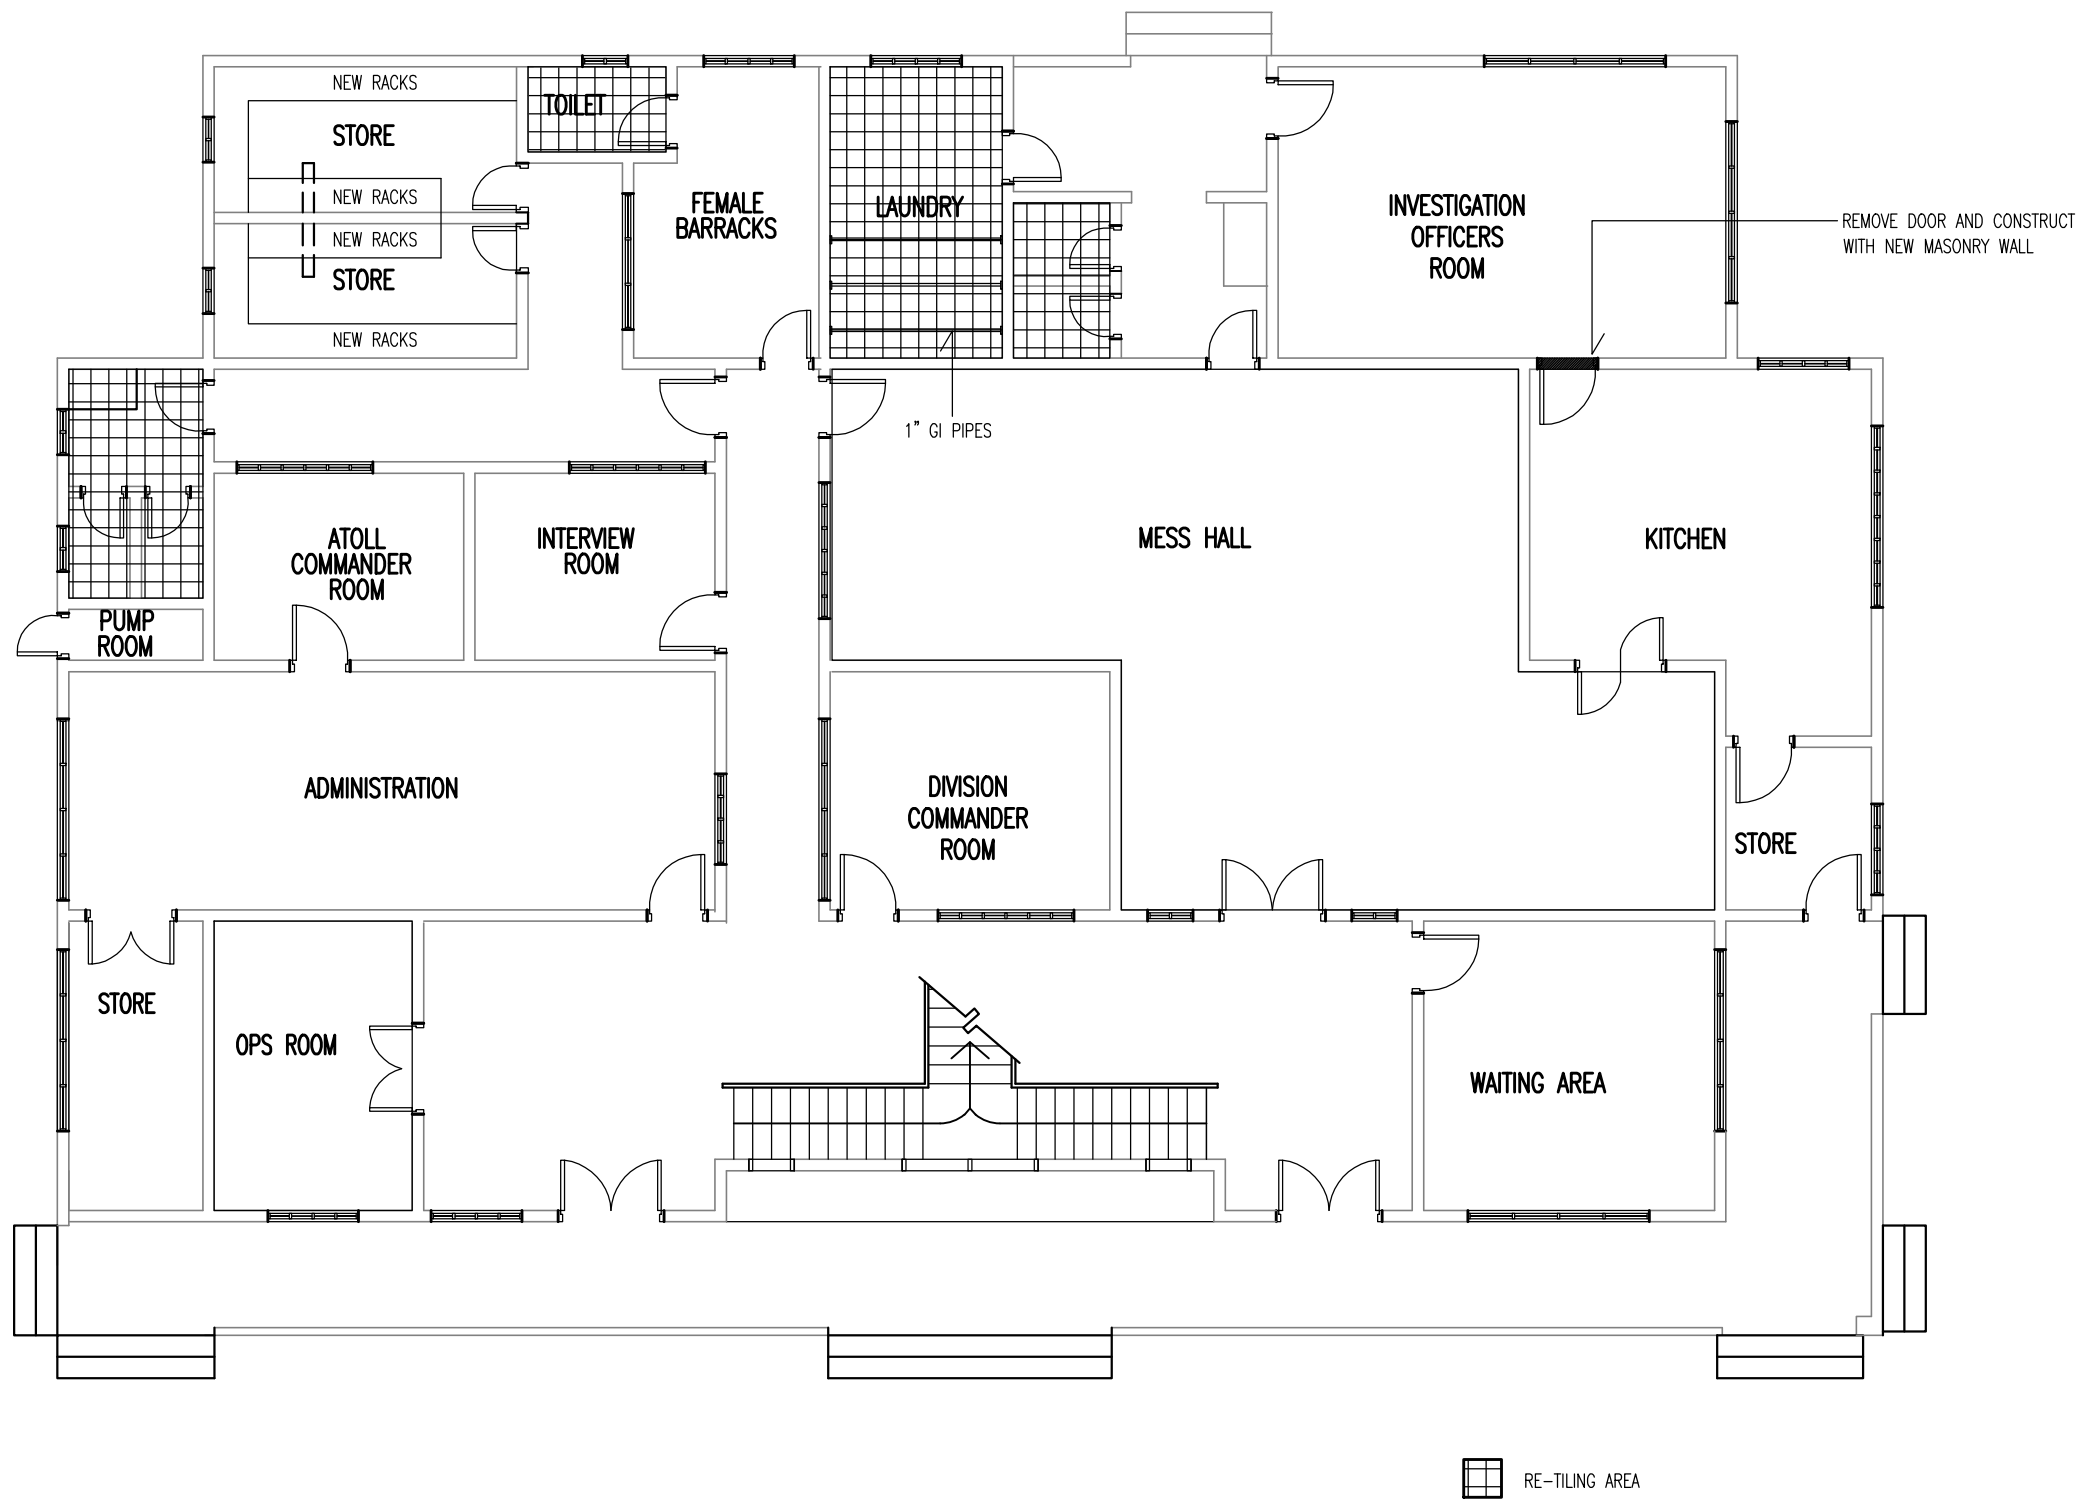 NEW RACKS
TOILET
STORE
NEW RACKS
FEMALE
BARRACKS
LAUNDRY
INVESTIGATION
OFFICERS
ROOM
REMOVE DOOR AND CONSTRUCT
WITH NEW MASONRY WALL
NEW RACKS
STORE
NEW RACKS
1" GI PIPES
ATOLL
COMMANDER
ROOM
INTERVIEW
ROOM
MESS HALL
KITCHEN
PUMP
ROOM
ADMINISTRATION
DIVISION
COMMANDER
ROOM
STORE
STORE
OPS ROOM
WAITING AREA
RE-TILING AREA